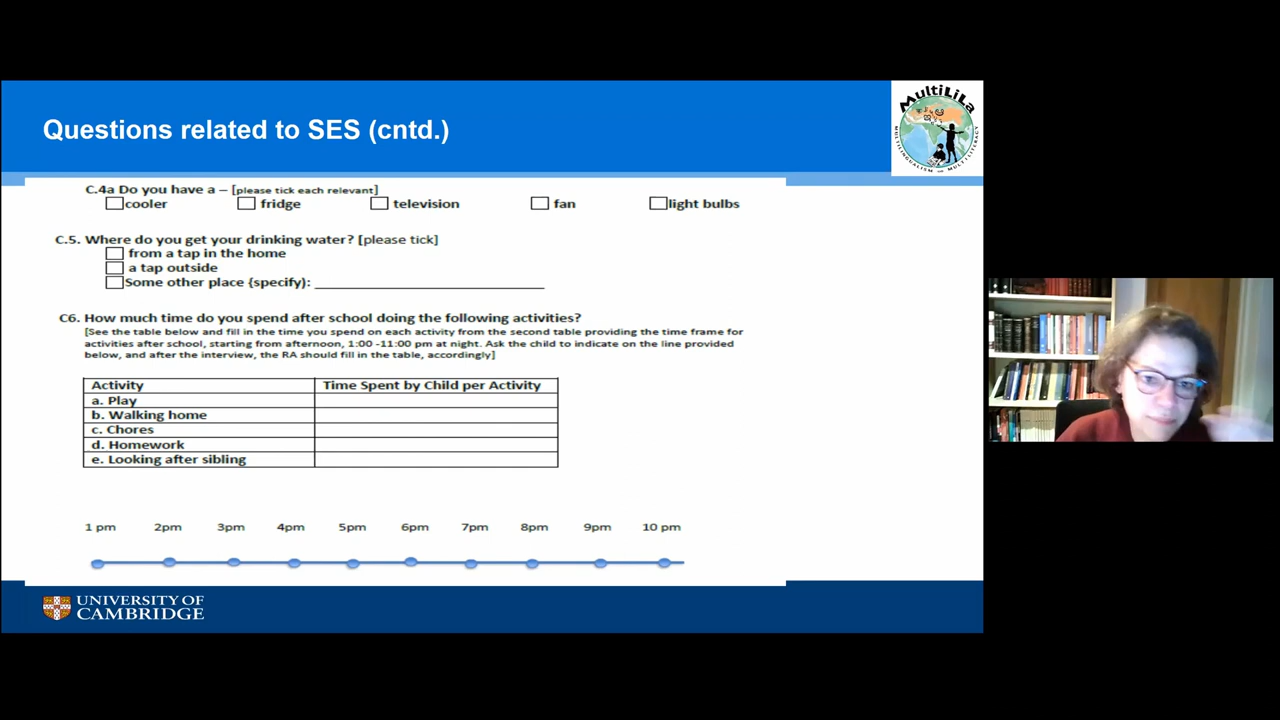 Questions related to SES (cntd.)
MultiLiLa
MULTILINGUALISM & MULTILITERACY
C.4a Do you have a – [please tick each relevant]
cooler fridge television fan light bulbs
C.5. Where do you get your drinking water? [please tick]
from a tap in the home
a tap outside
Some other place {specify): ____________________
C6. How much time do you spend after school doing the following activities?
[See the table below and fill in the time you spend on each activity from the second table providing the time frame for
activities after school, starting from afternoon, 1:00 -11:00 pm at night. Ask the child to indicate on the line provided
below, and after the interview, the RA should fill in the table, accordingly]
Activity Time Spent by Child per Activity
a. Play
b. Walking home
c. Chores
d. Homework
e. Looking after sibling
1 pm 2pm 3pm 4pm 5pm 6pm 7pm 8pm 9pm 10 pm
UNIVERSITY OF
CAMBRIDGE